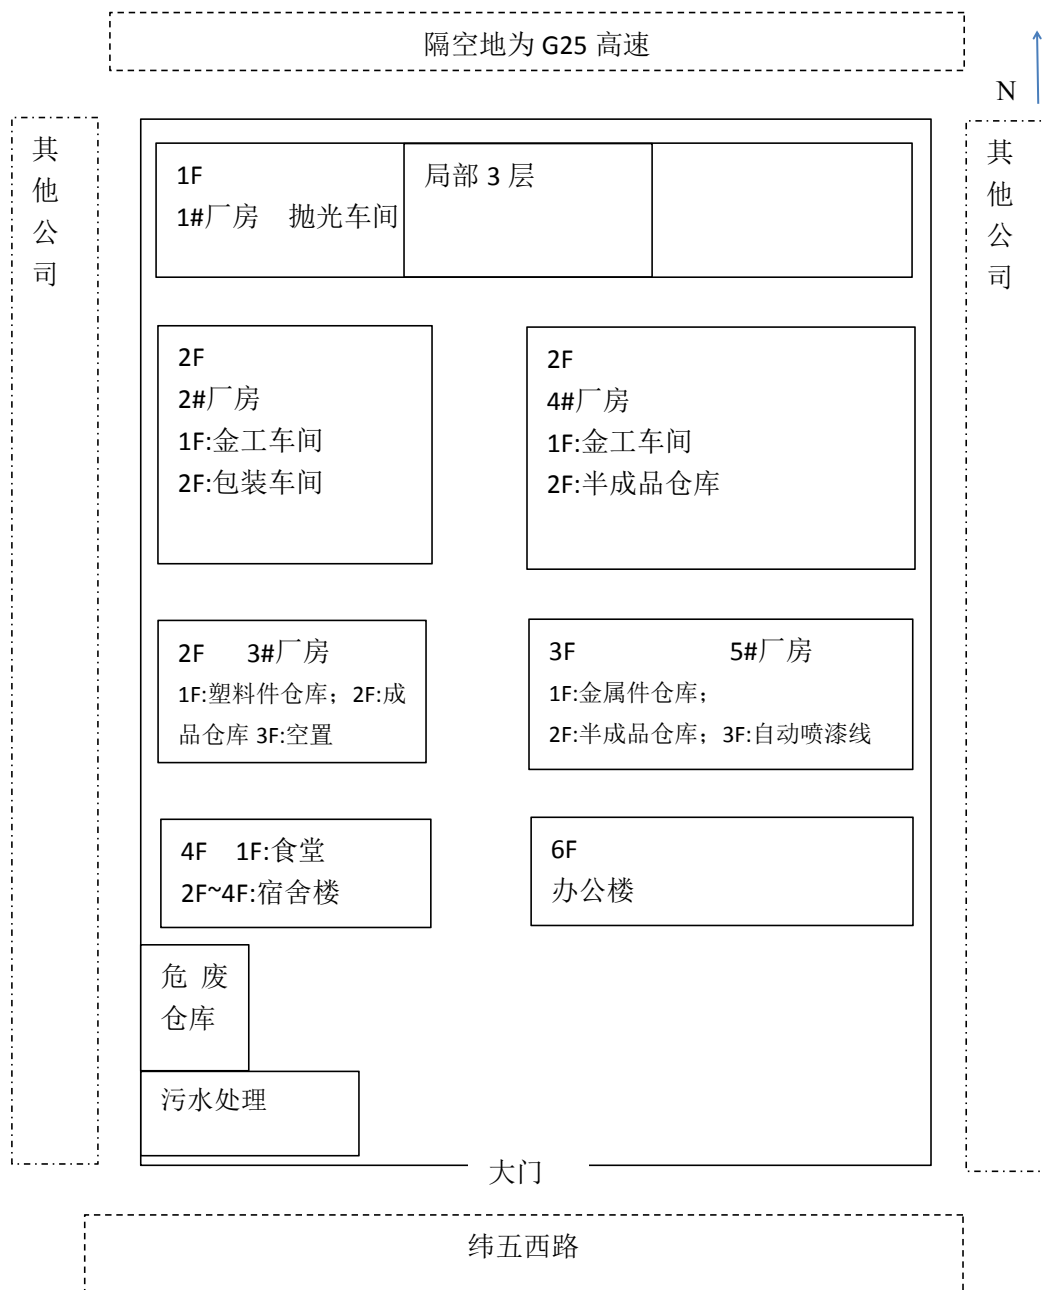 隔空地为 G25 高速
N
其他公司
1F
1#厂房 抛光车间
局部 3 层
其他公司
2F
2#厂房
1F:金工车间
2F:包装车间
2F
4#厂房
1F:金工车间
2F:半成品仓库
2F 3#厂房
1F:塑料件仓库；2F:成
品仓库 3F:空置
3F 5#厂房
1F:金属件仓库；
2F:半成品仓库；3F:自动喷漆线
4F 1F:食堂
2F~4F:宿舍楼
6F
办公楼
危 废
仓库
污水处理
大门
纬五西路